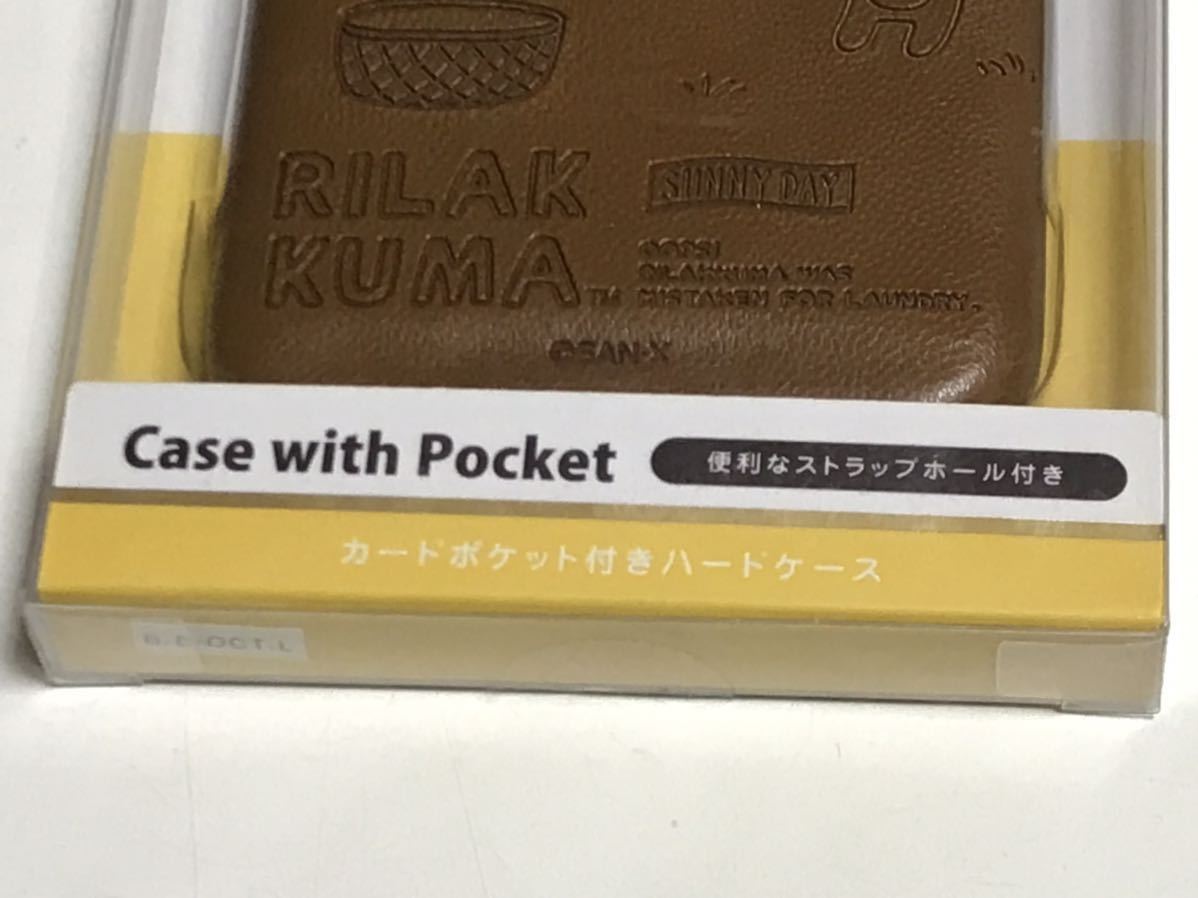 RILAK
KUMA TM
SUNNY DAY
OOPS!
RILAKKUMA WAS
MISTAKEN FOR LAUNDRY.
©SAN-X
Case with Pocket
便利なストラップホール付き
カードポケット付きハードケース